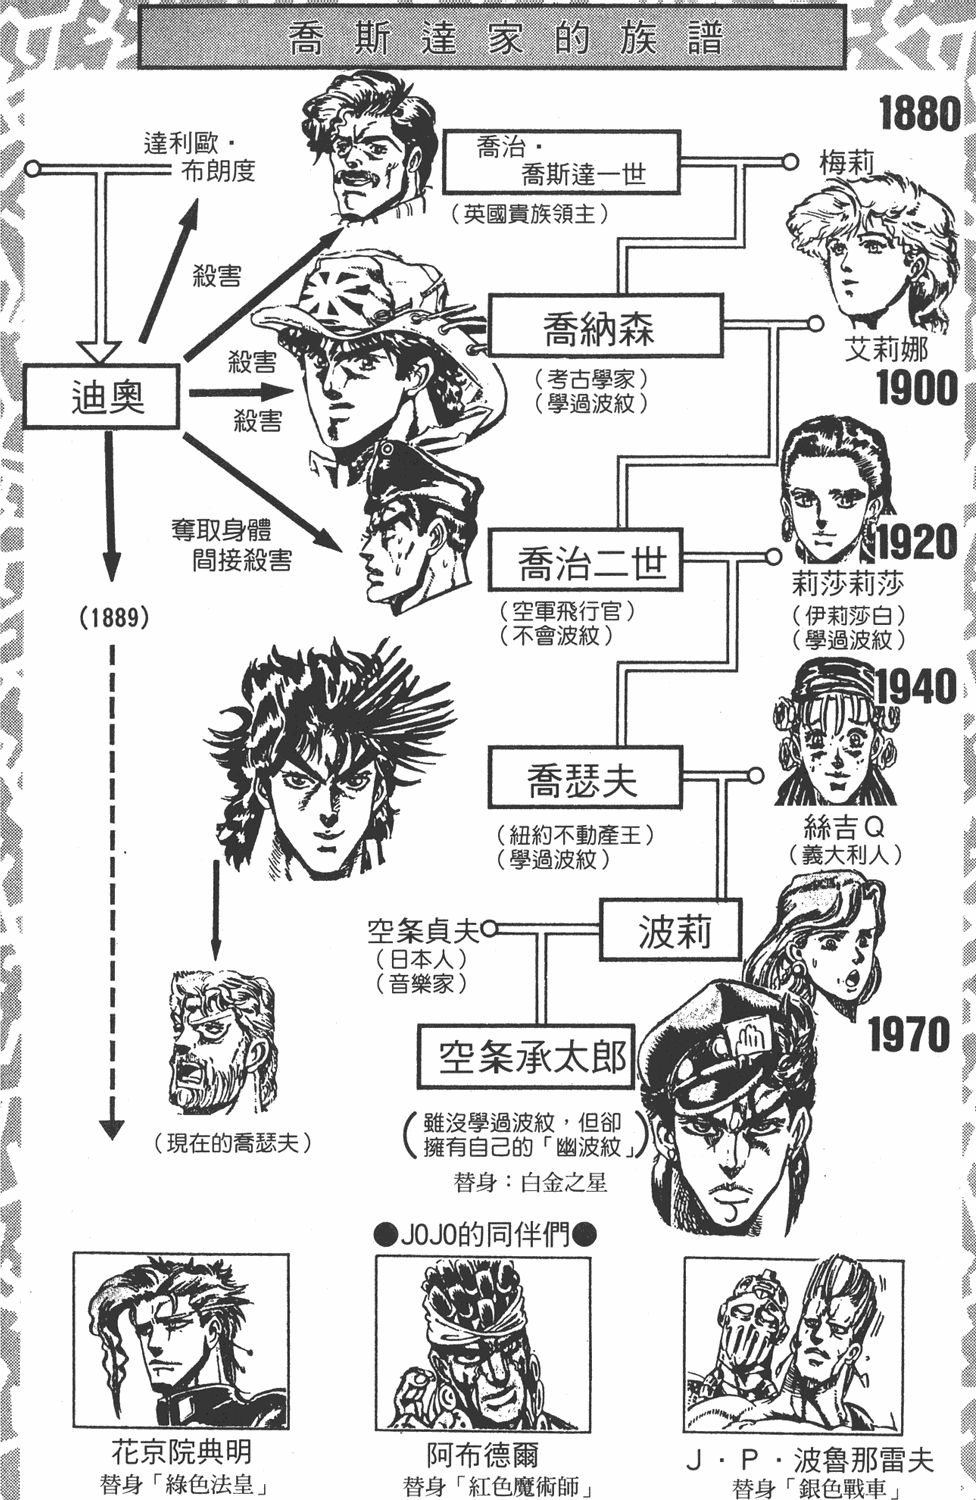 喬斯達家的族譜
1880
達利歐・
布朗度
喬治・
喬斯達一世
(英國貴族領主)
梅莉
殺害
喬納森
(考古學家)
(學過波紋)
艾莉娜
1900
迪奧
殺害
殺害
奪取身體
間接殺害
喬治二世
(空軍飛行官)
(不會波紋)
1920
莉莎莉莎
(伊莉莎白)
(學過波紋)
(1889)
1940
喬瑟夫
(紐約不動產王)
(學過波紋)
絲吉Q
(義大利人)
空条貞夫
(日本人)
(音樂家)
波莉
1970
空条承太郎
(雖沒學過波紋,但卻
擁有自己的「幽波紋」)
替身:白金之星
(現在的喬瑟夫)
●JOJO的同伴們●
花京院典明
替身「綠色法皇」
阿布德爾
替身「紅色魔術師」
J・P・波魯那雷夫
替身「銀色戰車」